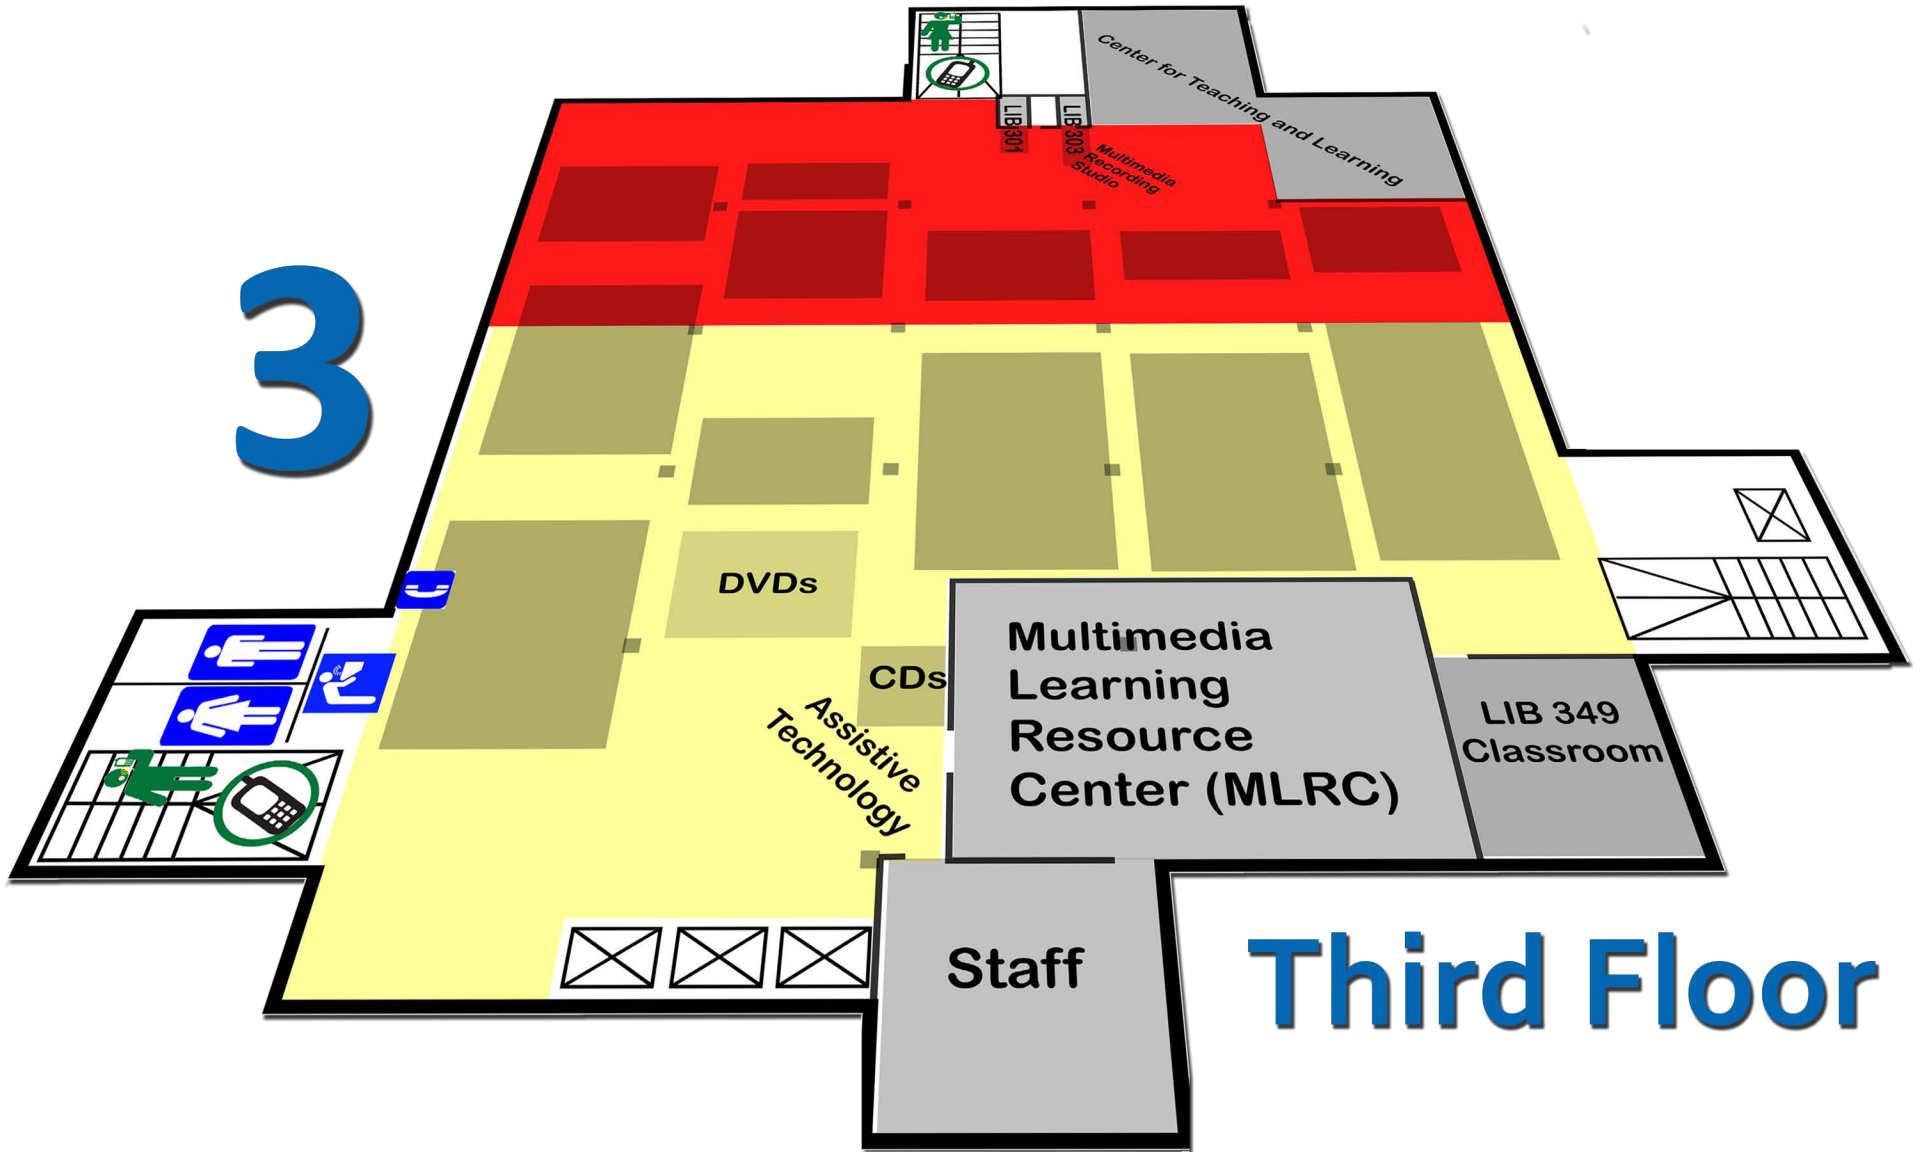 Center for Teaching and Learning
LIB 301
LIB 303
Multimedia
Recording
Studio
3
DVDs
CDs
Assistive
Technology
Multimedia
Learning
Resource
Center (MLRC)
LIB 349
Classroom
Staff
Third Floor